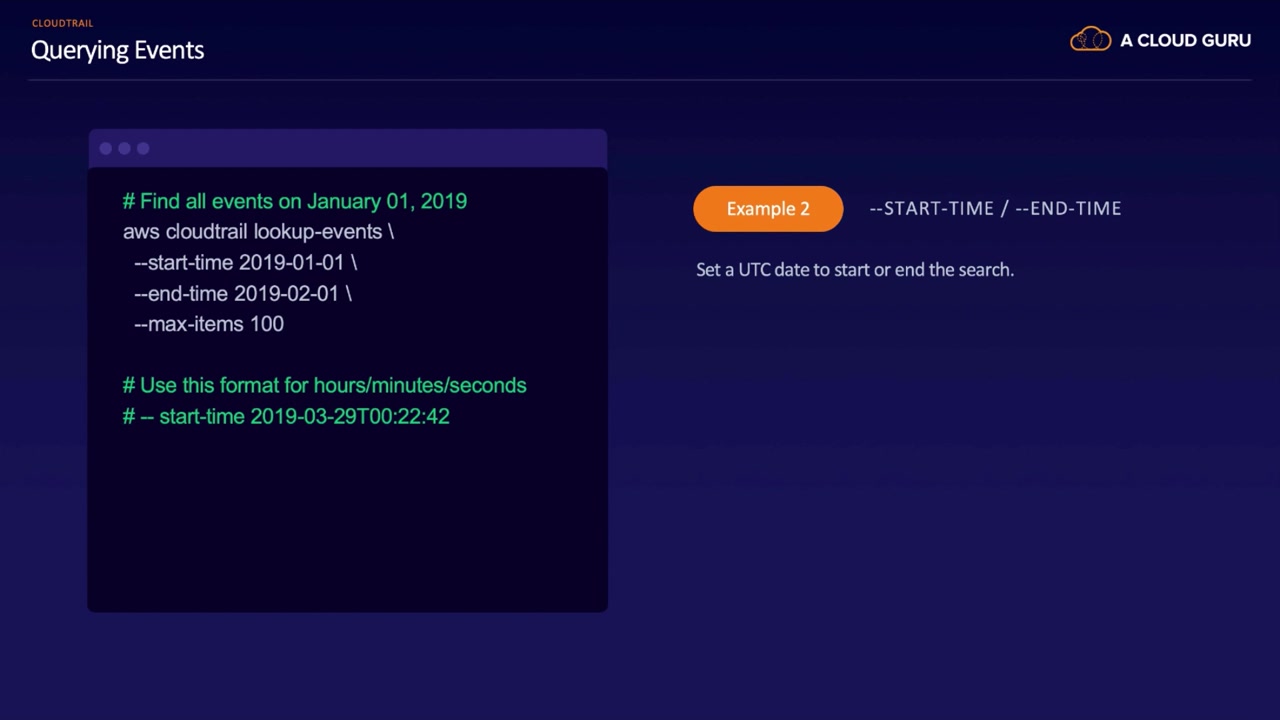 CLOUDTRAIL
Querying Events
A CLOUD GURU
# Find all events on January 01, 2019
aws cloudtrail lookup-events \
--start-time 2019-01-01 \
--end-time 2019-02-01 \
--max-items 100
# Use this format for hours/minutes/seconds
# -- start-time 2019-03-29T00:22:42
Example 2
--START-TIME / --END-TIME
Set a UTC date to start or end the search.